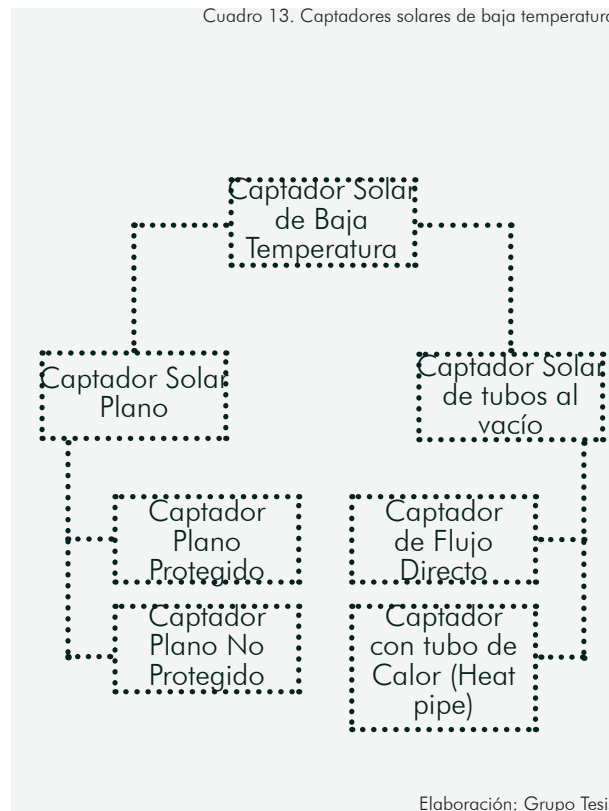 Cuadro 13. Captadores solares de baja temperatura
Captador Solar
de Baja
Temperatura
Captador Solar
Plano
Captador Solar
de tubos al
vacío
Captador
Plano
Protegido
Captador
de Flujo
Directo
Captador
Plano No
Protegido
Captador
con tubo de
Calor (Heat
pipe)
Elaboración: Grupo Tesi